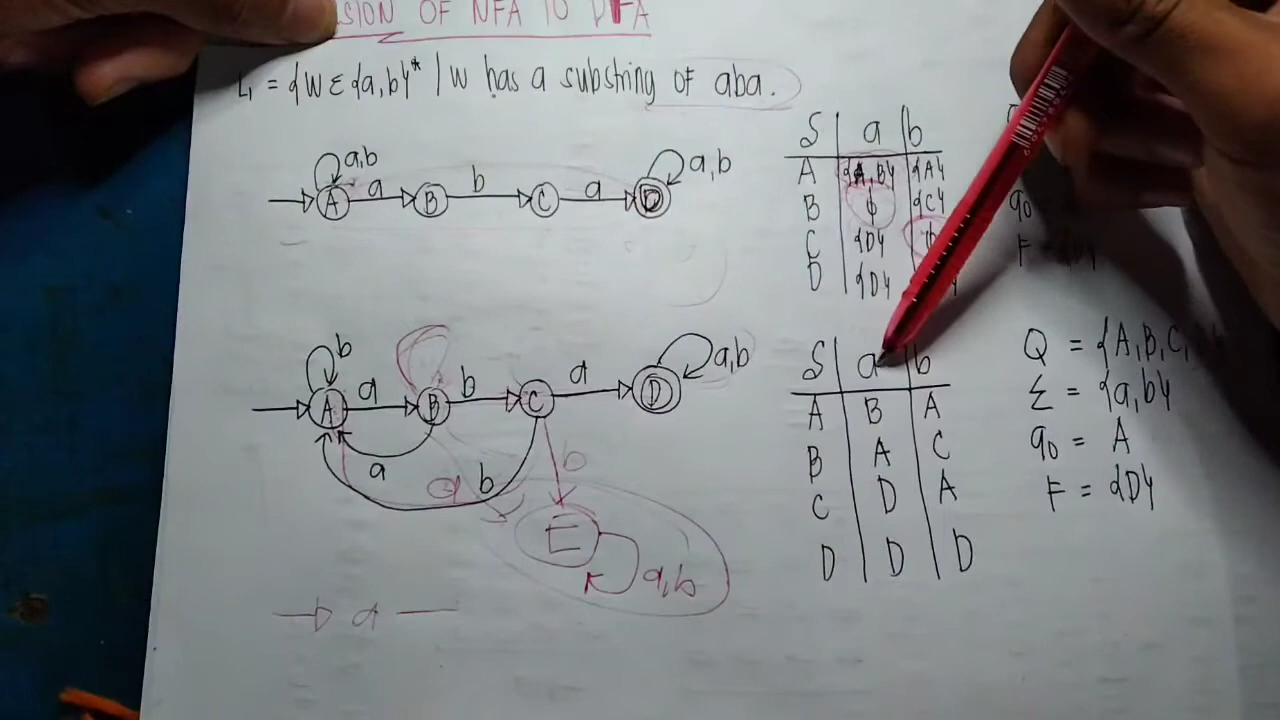 SION OF NFA TO DFA
L₁ = {W Σ {a,b}* / W has a substring of aba.
a,b
a b a a,b
A B C D
δ a b
A {A,B} {A}
B ϕ {C}
C {D} ϕ
D {D}
q0
F = {D}
b a,b
a b a
A B C D
a b a b
E
a,b
a
δ a b
A B A
B A C
C D A
D D D
Q = {A,B,C,
Σ = {a,b}
q0 = A
F = {D}